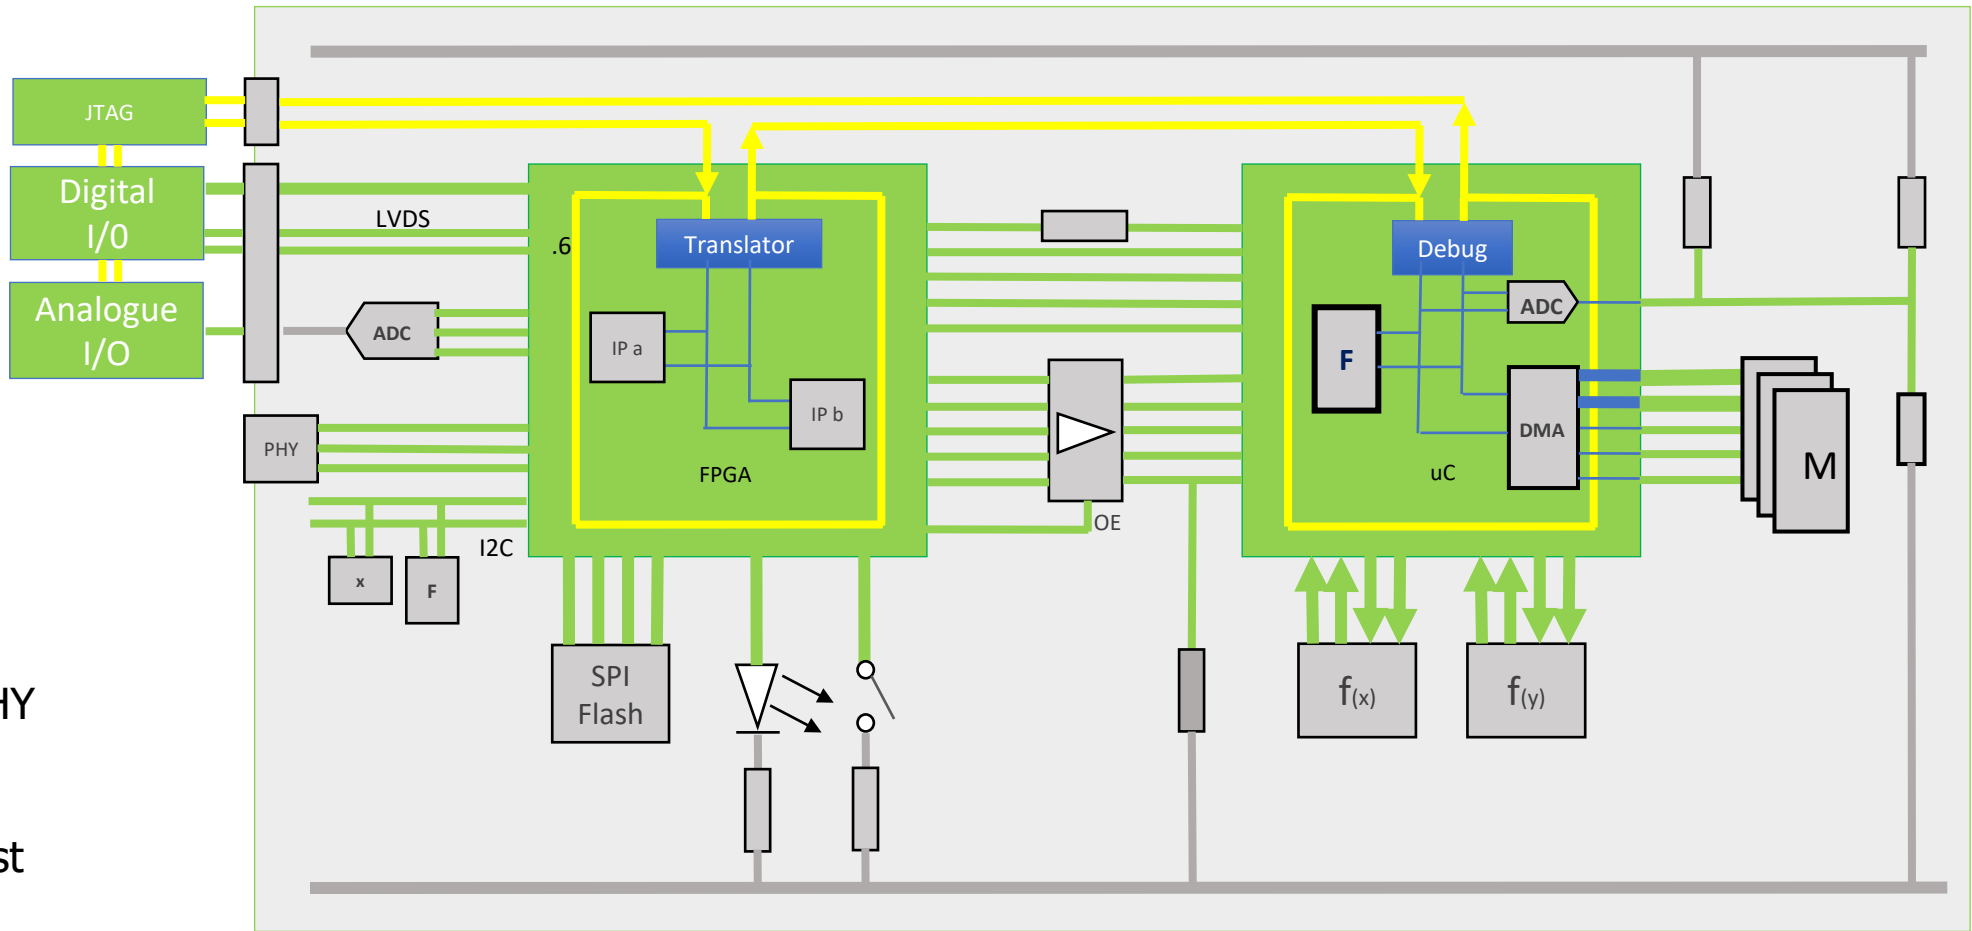 JTAG
Digital
I/0
Analogue
I/O
LVDS
.6
Translator
Debug
ADC
IP a
IP b
FPGA
ADC
F
DMA
uC
M
PHY
I2C
x
F
OE
SPI
Flash
f(x)
f(y)
HY
st